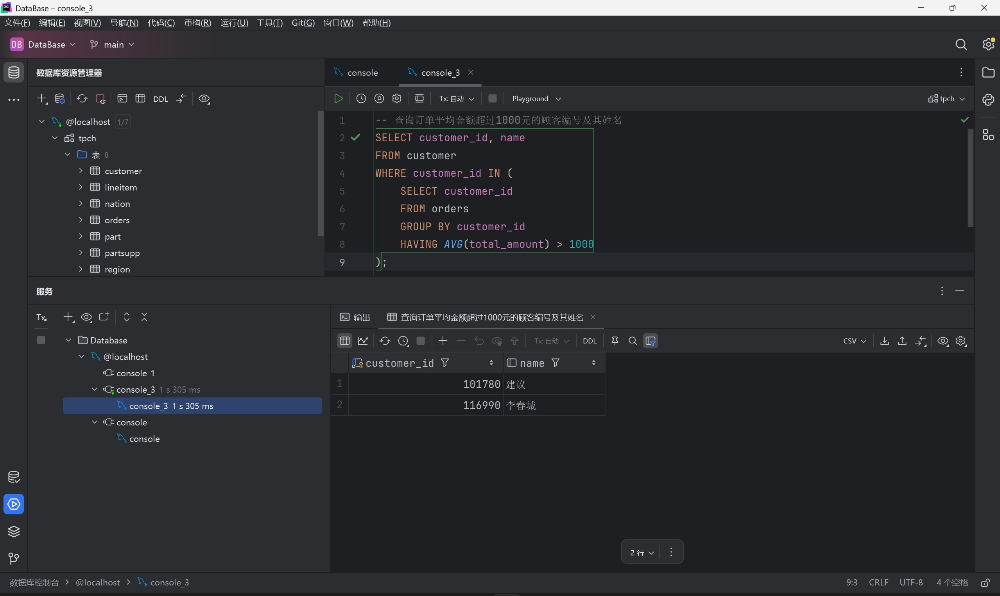 DataBase – console_3
文件(F) 编辑(E) 视图(V) 导航(N) 代码(C) 重构(R) 运行(U) 工具(T) Git(G) 窗口(W) 帮助(H)
DB DataBase main
数据库资源管理器
DDL
@localhost 1/7
tpch
表 8
customer
lineitem
nation
orders
part
partsupp
region
console console_3
Tx: 自动 Playground tpch
1 -- 查询订单平均金额超过1000元的顾客编号及其姓名
2 SELECT customer_id, name
3 FROM customer
4 WHERE customer_id IN (
5 SELECT customer_id
6 FROM orders
7 GROUP BY customer_id
8 HAVING AVG(total_amount) > 1000
9 );
服务
Tx
Database
@localhost
console_1
console_3 1 s 305 ms
console_3 1 s 305 ms
console
console
输出 查询订单平均金额超过1000元的顾客编号及其姓名
Tx: 自动 DDL CSV
customer_id name
1 101780 建议
2 116990 李春城
2 行
数据库控制台 > @localhost > console_3
9:3 CRLF UTF-8 4 个空格